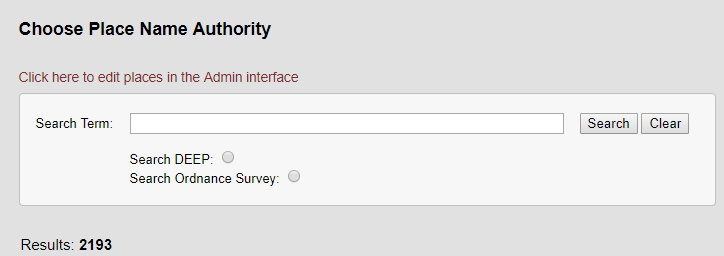 Choose Place Name Authority
Click here to edit places in the Admin interface
Search Term: Search Clear
Search DEEP:
Search Ordnance Survey:
Results: 2193